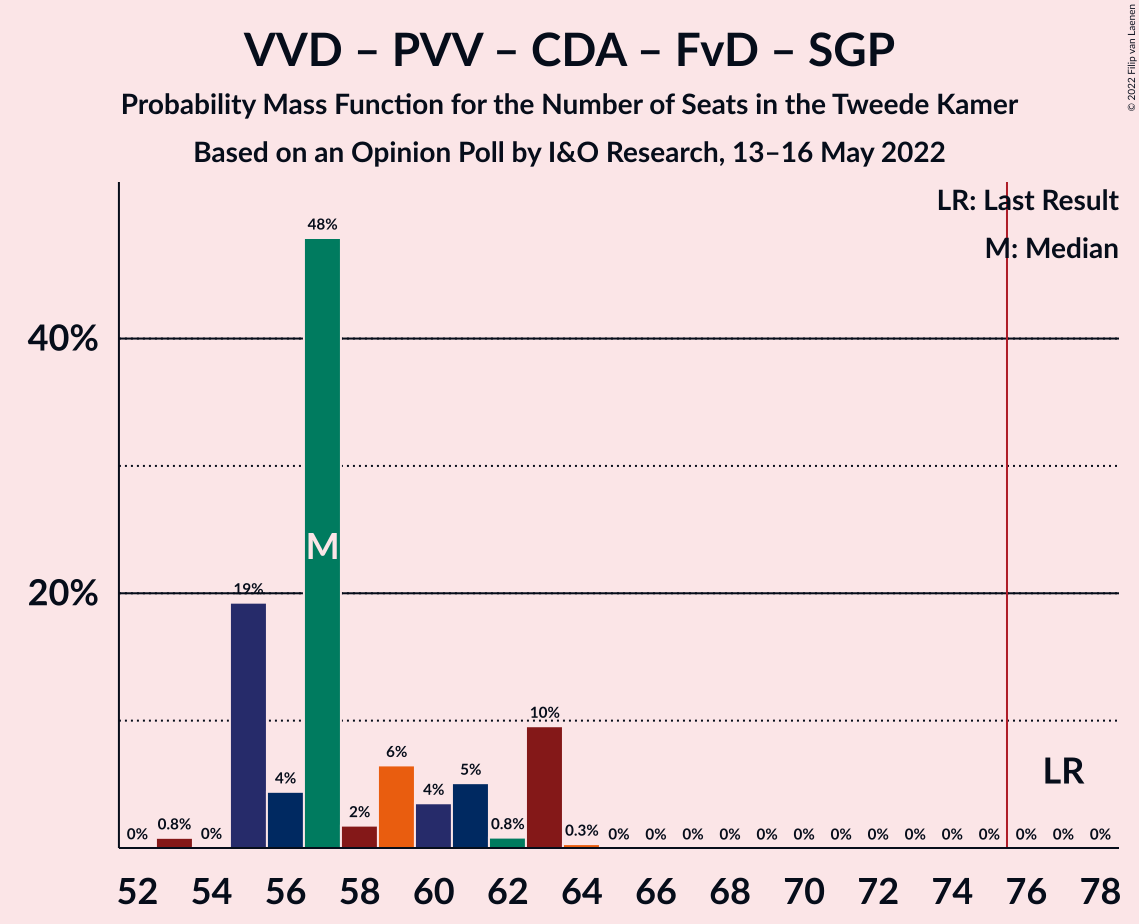 VVD – PVV – CDA – FvD – SGP
Probability Mass Function for the Number of Seats in the Tweede Kamer
Based on an Opinion Poll by I&O Research, 13–16 May 2022
© 2022 Filip van Laenen
LR: Last Result
M: Median
40%
20%
0% 0.8% 0% 19% 4% 48% 2% 6% 4% 5% 0.8% 10% 0.3% 0% 0% 0% 0% 0% 0% 0% 0% 0% 0% 0% 0% 0% 0%
M
LR
52 54 56 58 60 62 64 66 68 70 72 74 76 78